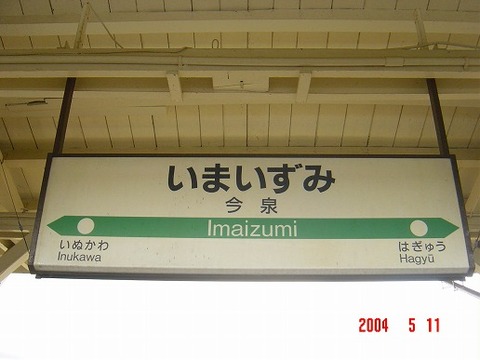 いまいずみ
今泉
Imaizumi
いぬかわ
Inukawa
はぎゅう
Hagyū
2004 5 11